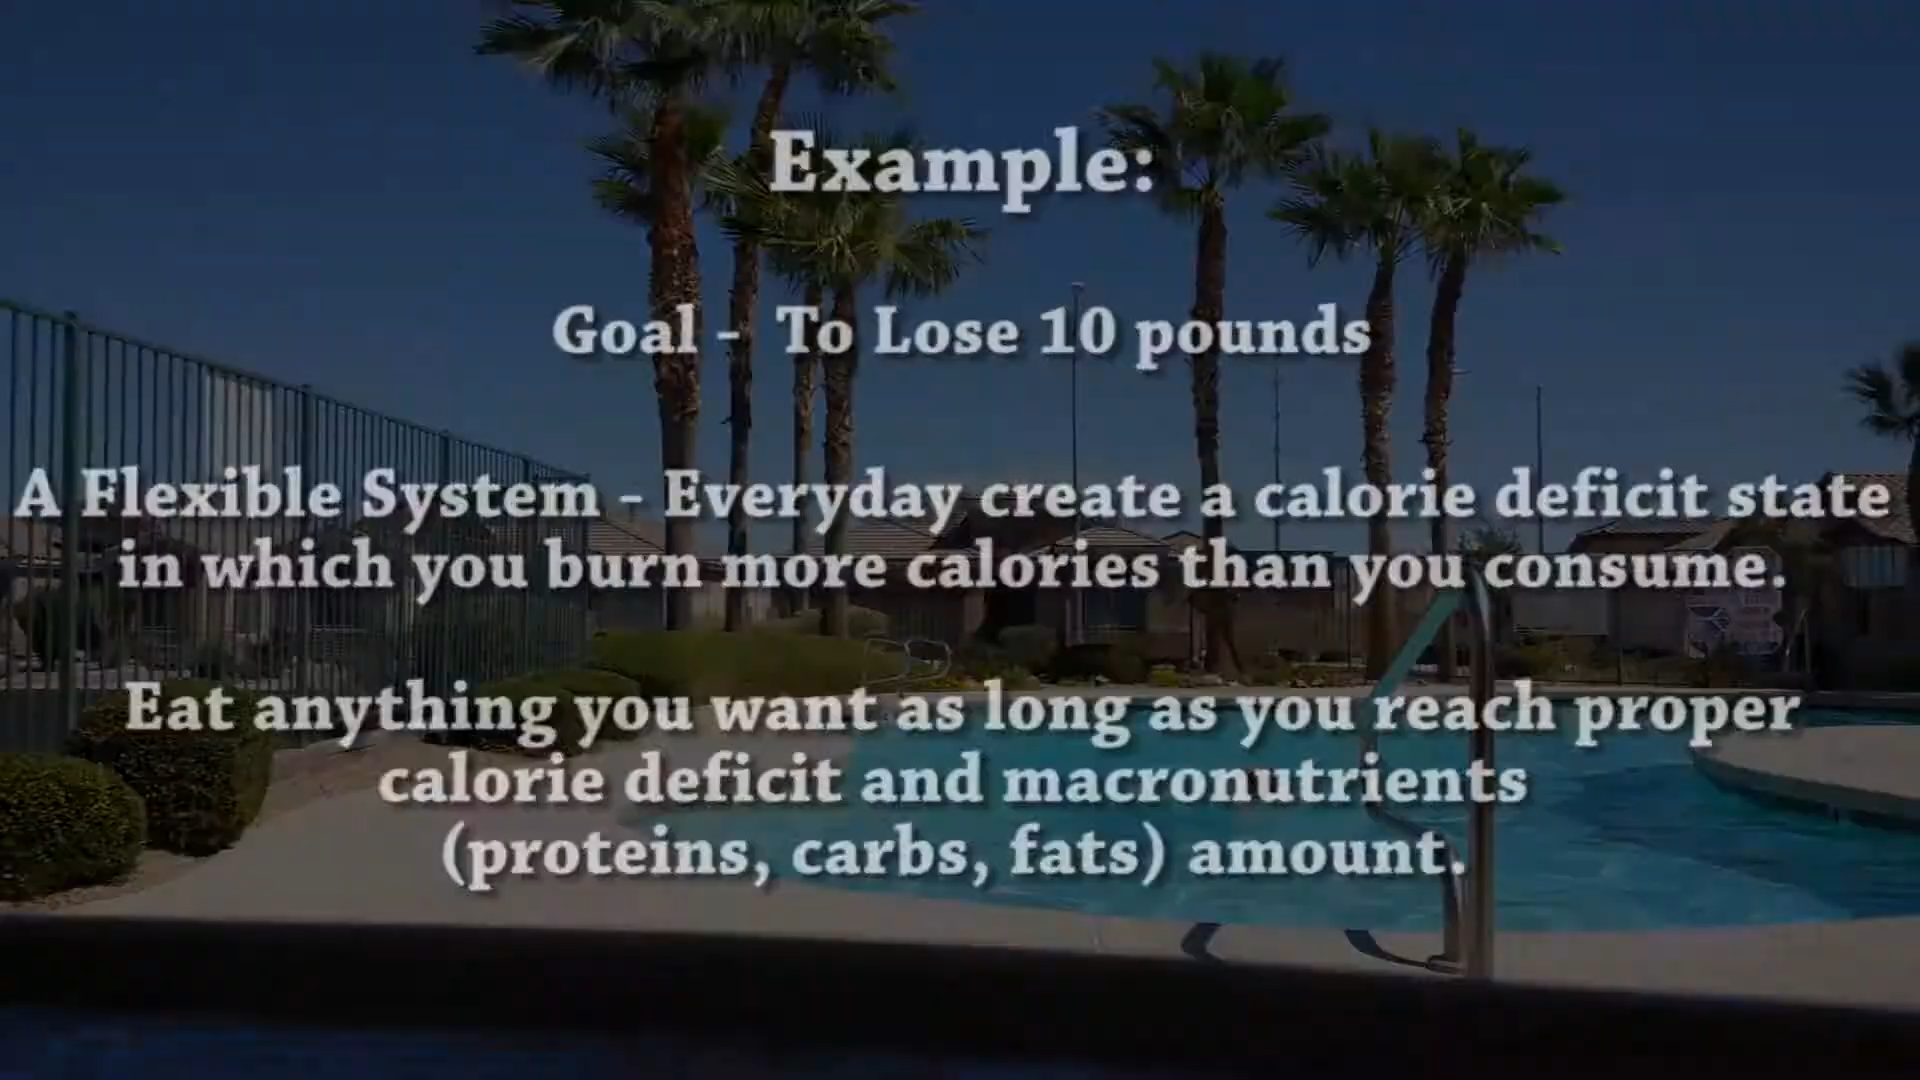 Example:
Goal - To Lose 10 pounds
A Flexible System - Everyday create a calorie deficit state
in which you burn more calories than you consume.
Eat anything you want as long as you reach proper
calorie deficit and macronutrients
(proteins, carbs, fats) amount.